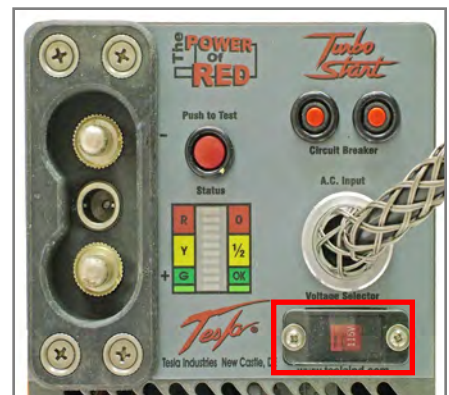 The POWER
Of
RED
Turbo
Start
Push to Test
-
Circuit Breaker
Status
A.C. Input
R 0
Y 1/2
+ G OK
Voltage Selector
115V
Tesla
Tesla Industries New Castle, D
www.teslaind.com